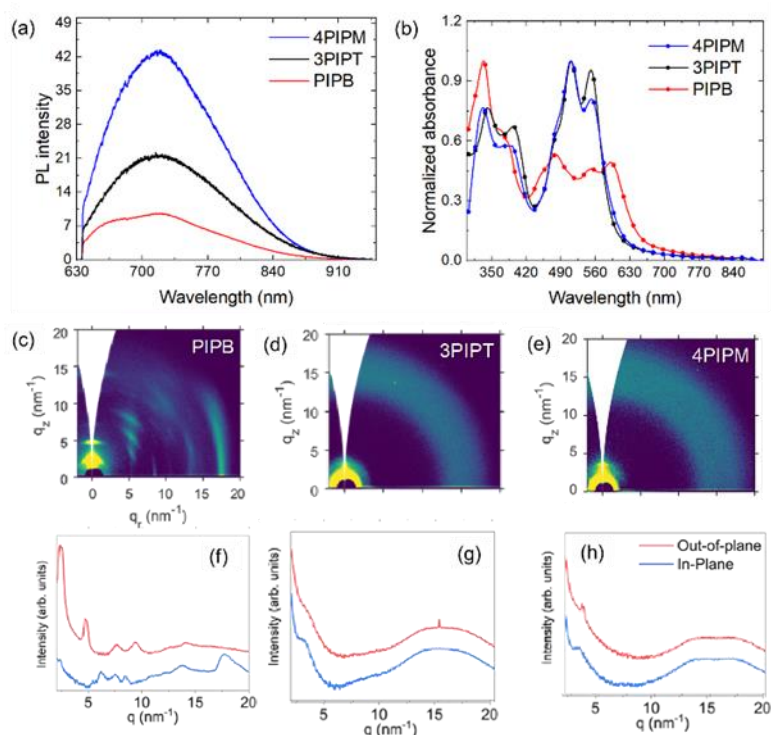 (a)
49
42
35
28
21
14
7
0
PL intensity
4PIPM
3PIPT
PIPB
630 700 770 840 910
Wavelength (nm)
(b)
1.2
0.9
0.6
0.3
0.0
Normalized absorbance
4PIPM
3PIPT
PIPB
350 420 490 560 630 700 770 840
Wavelength (nm)
(c)
PIPB
20
15
10
5
0
qz (nm-1)
0 5 10 15 20
qr (nm-1)
(d)
3PIPT
20
15
10
5
0
qz (nm-1)
(e)
4PIPM
20
15
10
5
0
qz (nm-1)
(f)
Intensity (arb. units)
5 10 15 20
q (nm-1)
(g)
Intensity (arb. units)
5 10 15 20
q (nm-1)
(h)
Out-of-plane
In-Plane
Intensity (arb. units)
5 10 15 20
q (nm-1)